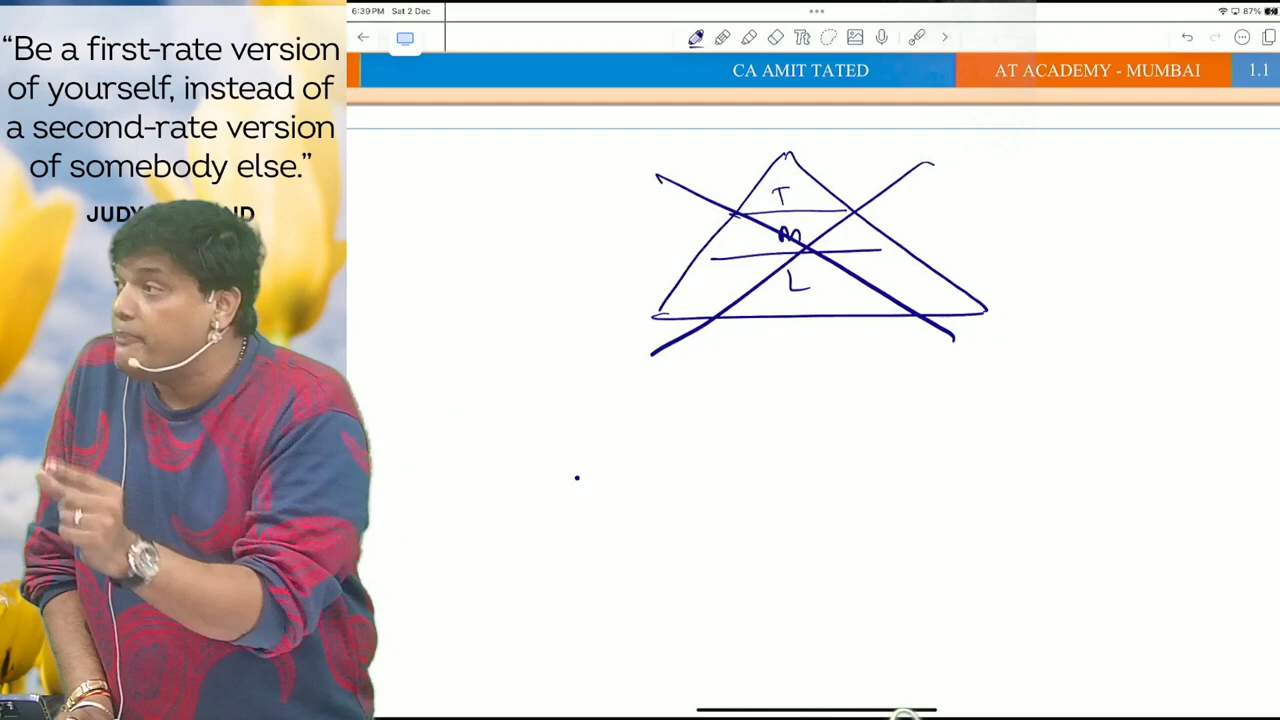 “Be a first-rate version
of yourself, instead of
a second-rate version
of somebody else.”
6:39 PM Sat 2 Dec
87%
CA AMIT TATED
AT ACADEMY - MUMBAI
1.1
T
M
L